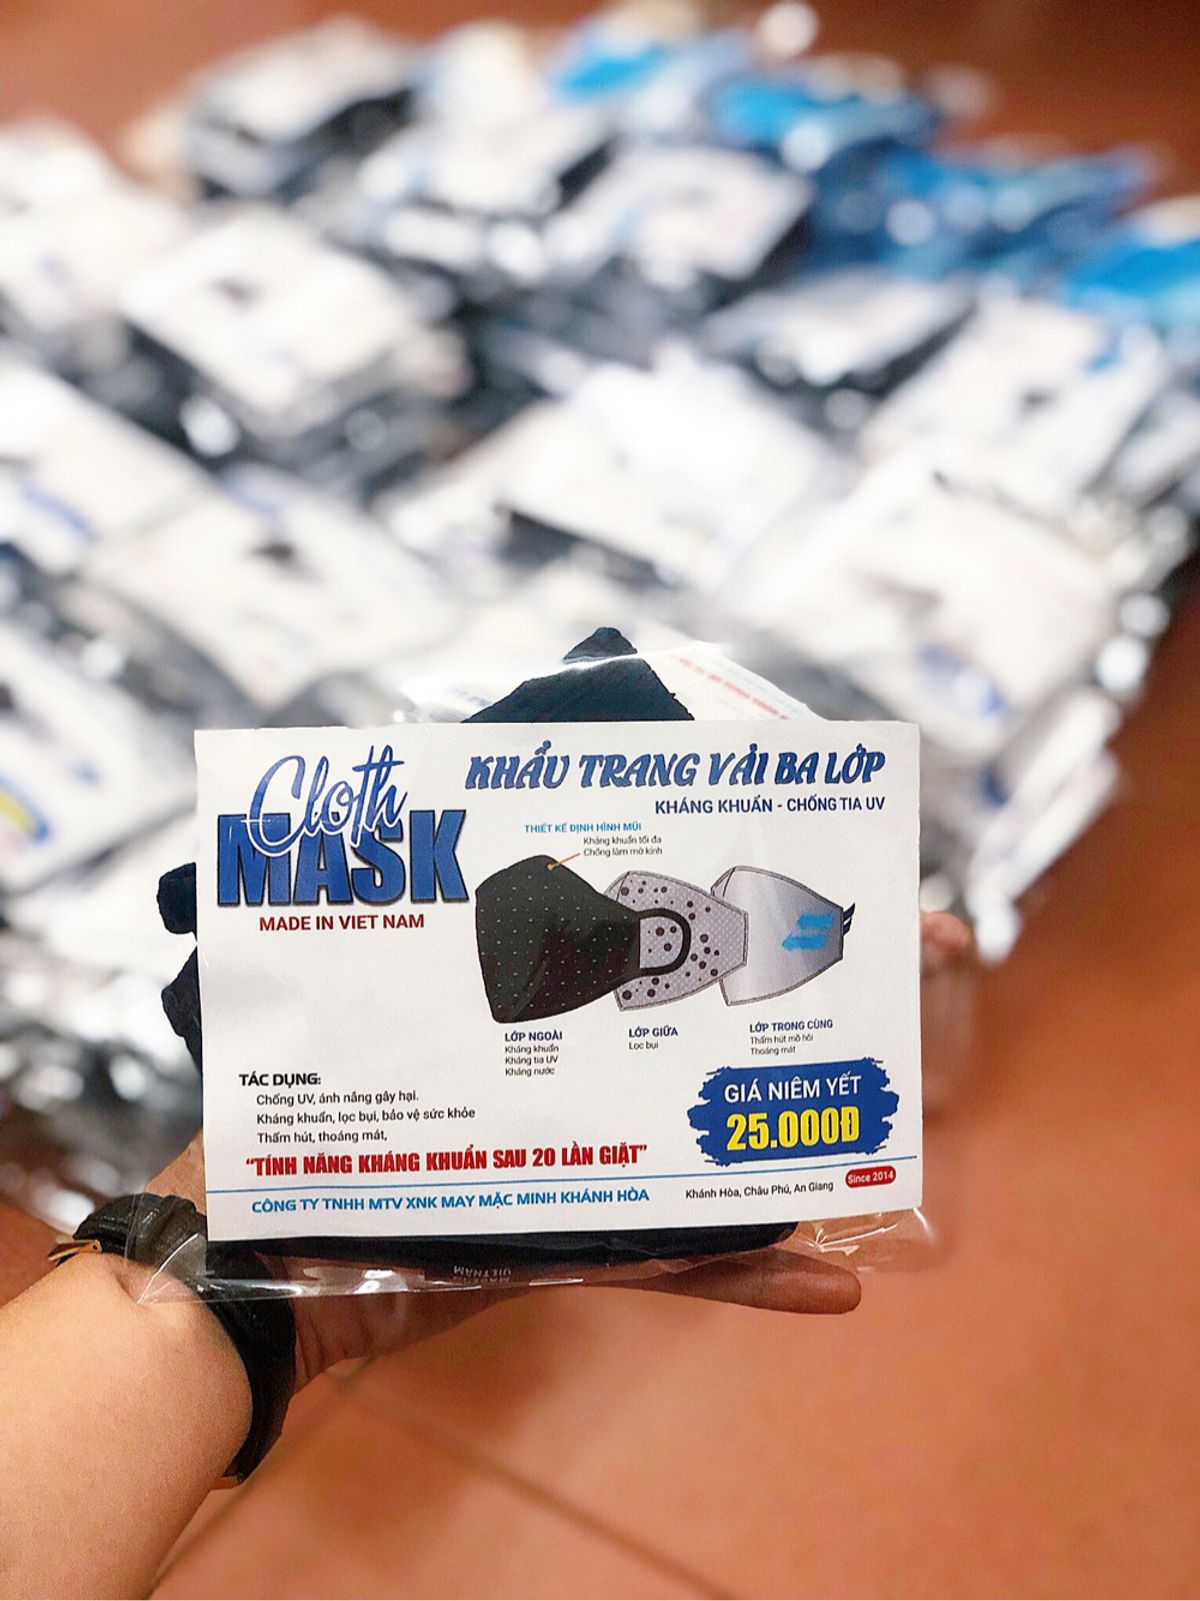 Cloth
MASK
MADE IN VIET NAM
KHẨU TRANG VẢI BA LỚP
KHÁNG KHUẨN - CHỐNG TIA UV
THIẾT KẾ ĐỊNH HÌNH MŨI
Kháng khuẩn tối đa
Chống làm mờ kính
LỚP NGOÀI
Kháng khuẩn
Kháng tia UV
Kháng nước
LỚP GIỮA
Lọc bụi
LỚP TRONG CÙNG
Thấm hút mồ hôi
Thoáng mát
TÁC DỤNG:
Chống UV, ánh nắng gây hại.
Kháng khuẩn, lọc bụi, bảo vệ sức khỏe
Thấm hút, thoáng mát,
"TÍNH NĂNG KHÁNG KHUẨN SAU 20 LẦN GIẶT"
GIÁ NIÊM YẾT
25.000Đ
CÔNG TY TNHH MTV XNK MAY MẶC MINH KHÁNH HÒA
Khánh Hòa, Châu Phú, An Giang
Since 2014
VIETNAM